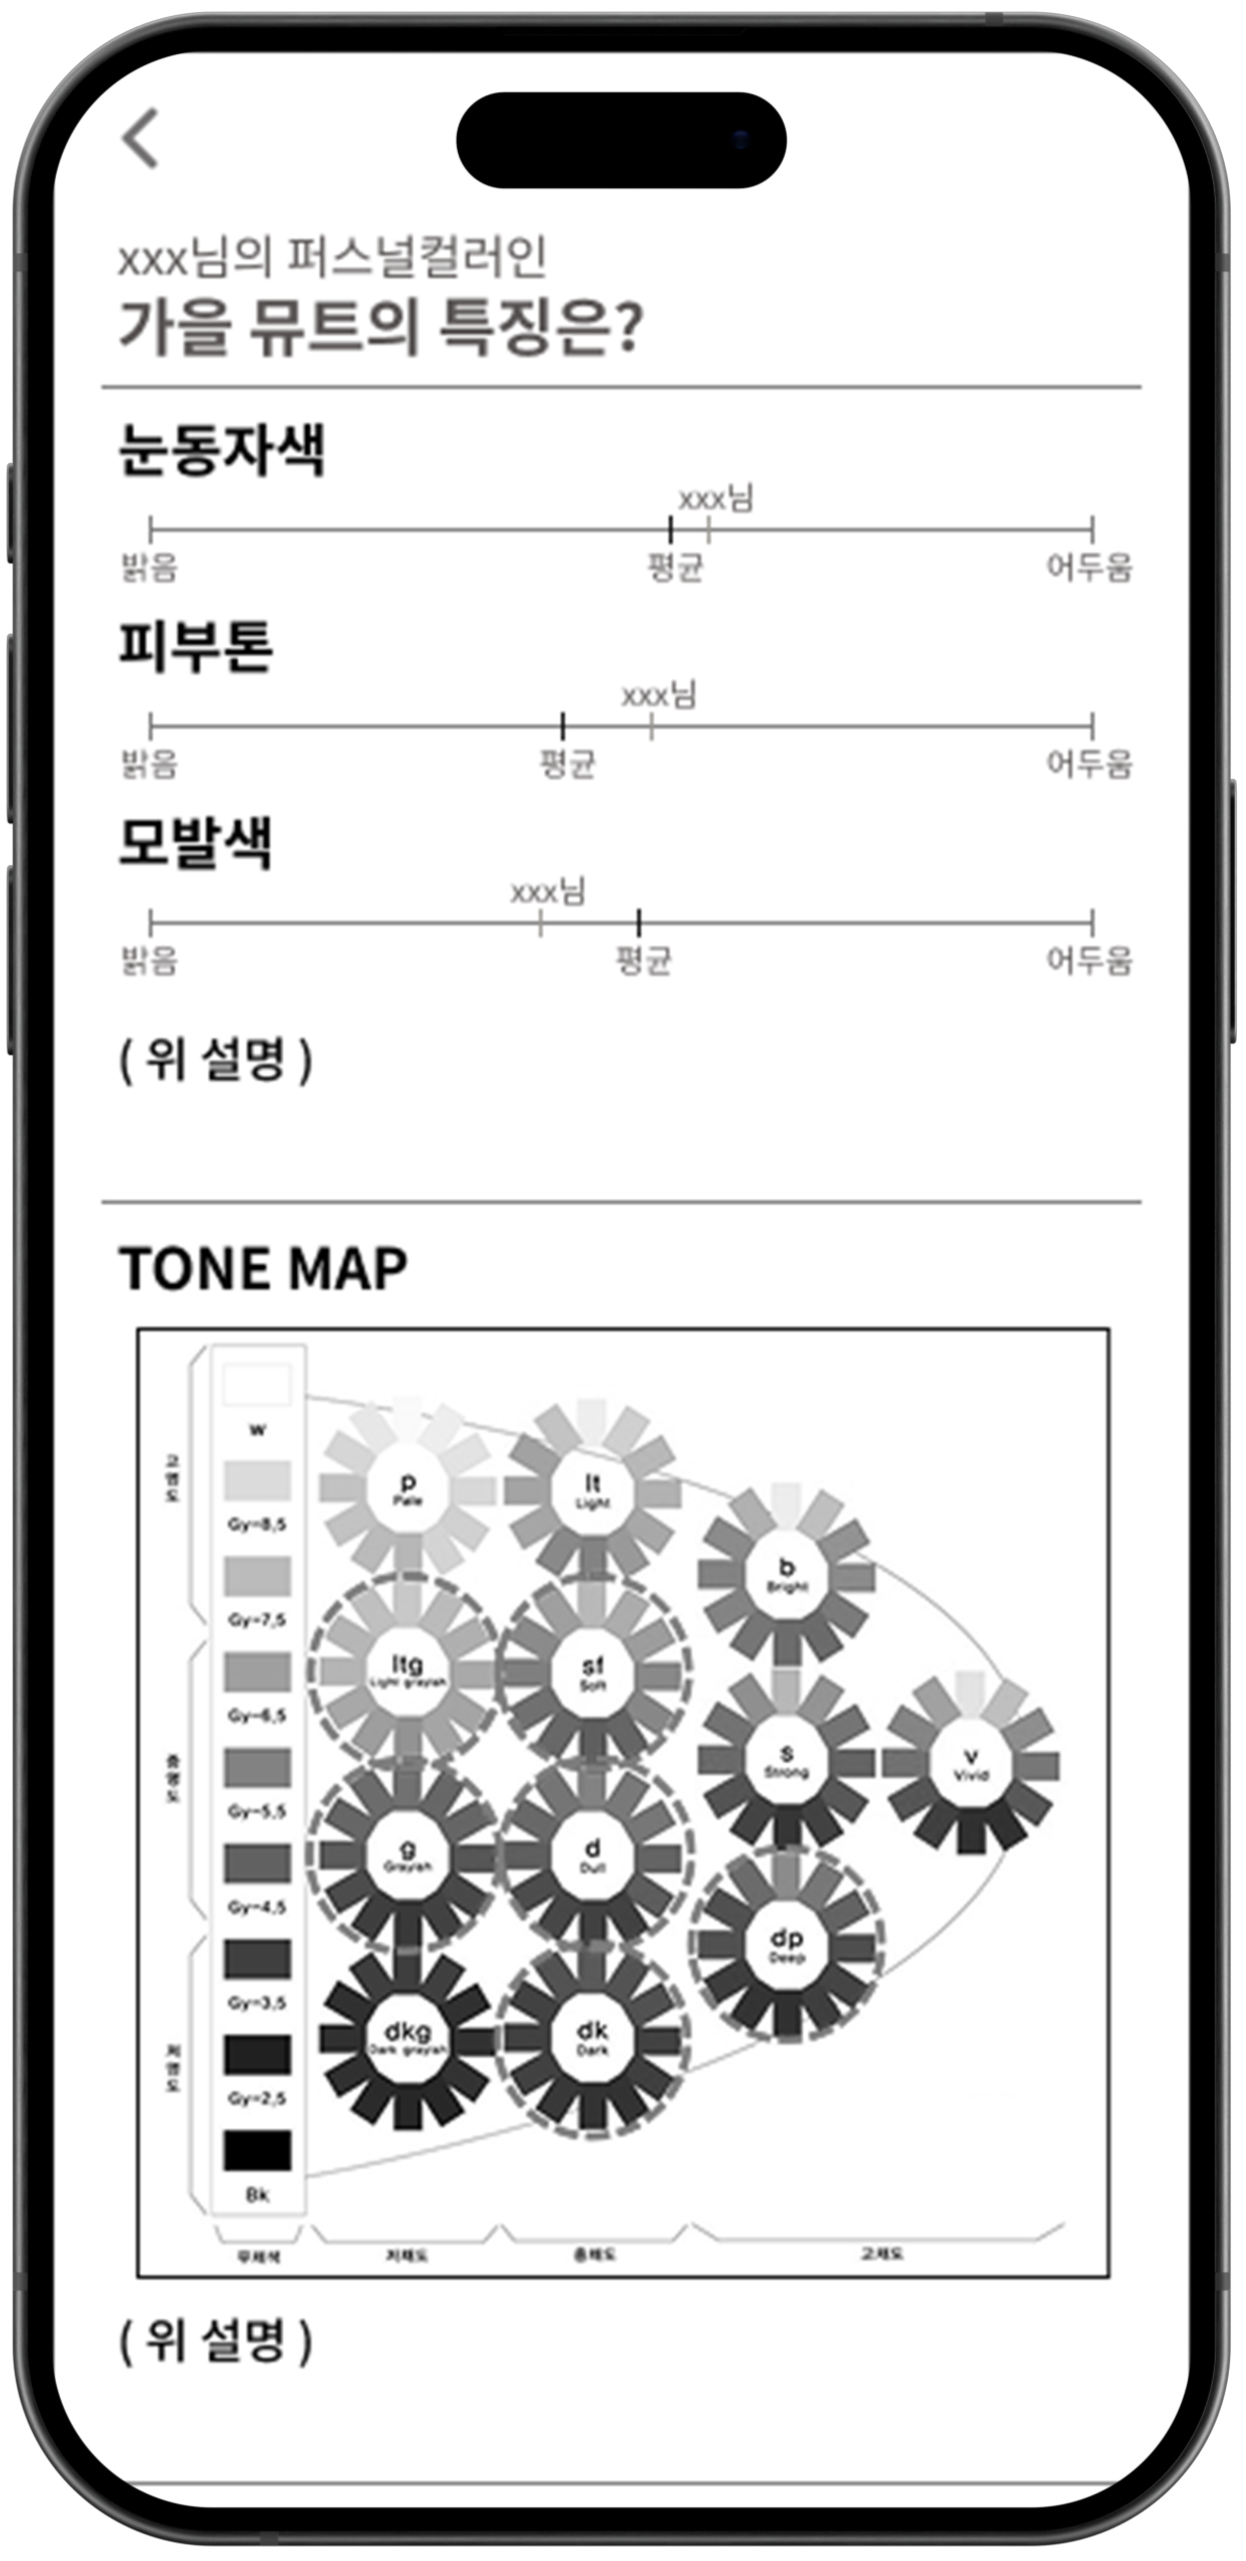 xxx님의 퍼스널컬러인
가을 뮤트의 특징은?
눈동자색
xxx님
밝음 평균 어두움
피부톤
xxx님
밝음 평균 어두움
모발색
xxx님
밝음 평균 어두움
( 위 설명 )
TONE MAP
고명도
중명도
저명도
W
Gy-8,5
Gy-7,5
Gy-6,5
Gy-5,5
Gy-4,5
Gy-3,5
Gy-2,5
Bk
p
Pale
lt
Light
b
Bright
ltg
Light grayish
sf
Soft
s
Strong
v
Vivid
g
Grayish
d
Dull
dp
Deep
dkg
Dark grayish
dk
Dark
무채색 저채도 중채도 고채도
( 위 설명 )